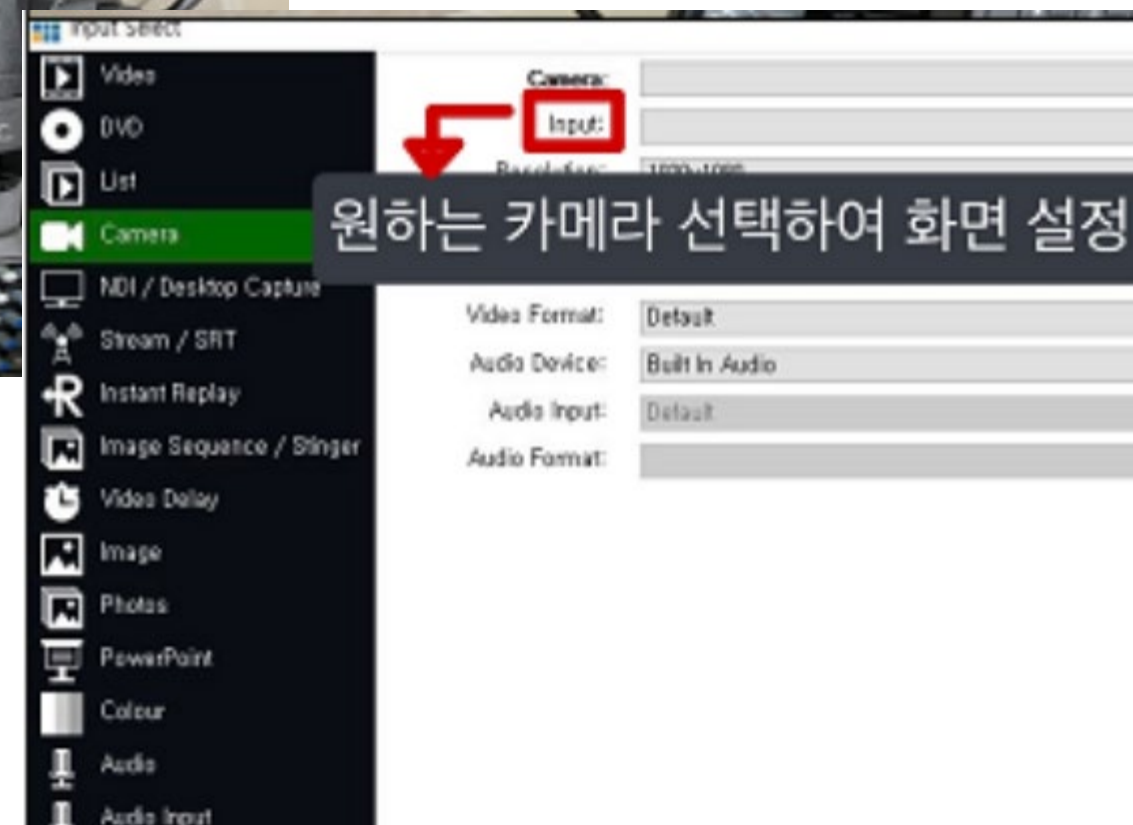 Input Select
Video
DVD
List
Camera
NDI / Desktop Capture
Stream / SRT
Instant Replay
Image Sequence / Stinger
Video Delay
Image
Photos
PowerPoint
Colour
Audio
Audio Input
Camera:
Input:
Resolution: 1920x1080
원하는 카메라 선택하여 화면 설정
Video Format: Default
Audio Device: Built In Audio
Audio Input: Default
Audio Format: